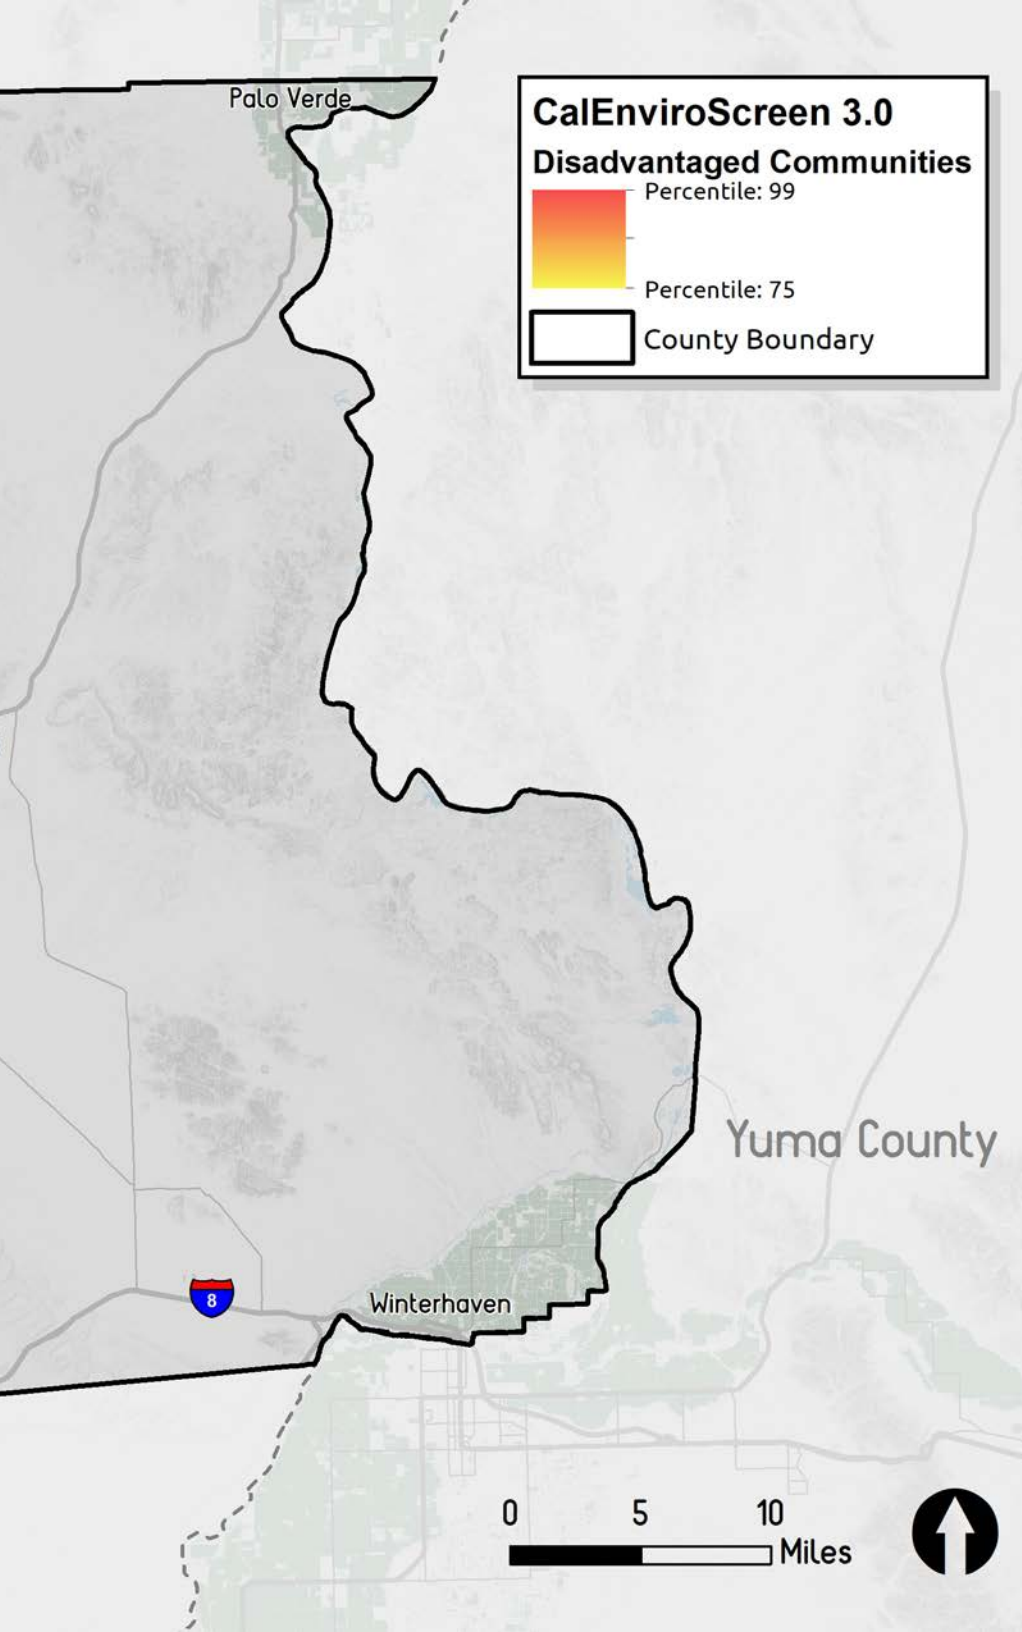 Palo Verde
CalEnviroScreen 3.0
Disadvantaged Communities
Percentile: 99
Percentile: 75
County Boundary
Yuma County
8
Winterhaven
0 5 10
Miles